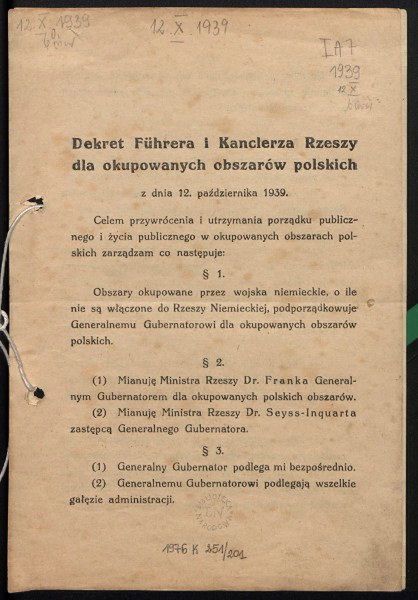 12.X.1939
12.X.1939
I A 7
1939
12.X
Dekret Führera i Kanclerza Rzeszy
dla okupowanych obszarów polskich
z dnia 12. października 1939.
Celem przywrócenia i utrzymania porządku publicz-
nego i życia publicznego w okupowanych obszarach pol-
skich zarządzam co następuje:
§ 1.
Obszary okupowane przez wojska niemieckie, o ile
nie są włączone do Rzeszy Niemieckiej, podporządkowuje
Generalnemu Gubernatorowi dla okupowanych obszarów
polskich.
§ 2.
(1) Mianuję Ministra Rzeszy Dr. Franka General-
nym Gubernatorem dla okupowanych polskich obszarów.
(2) Mianuję Ministra Rzeszy Dr. Seyss-Inquarta
zastępcą Generalnego Gubernatora.
§ 3.
(1) Generalny Gubernator podlega mi bezpośrednio.
(2) Generalnemu Gubernatorowi podlegają wszelkie
gałęzie administracji.
1976 K 251/201